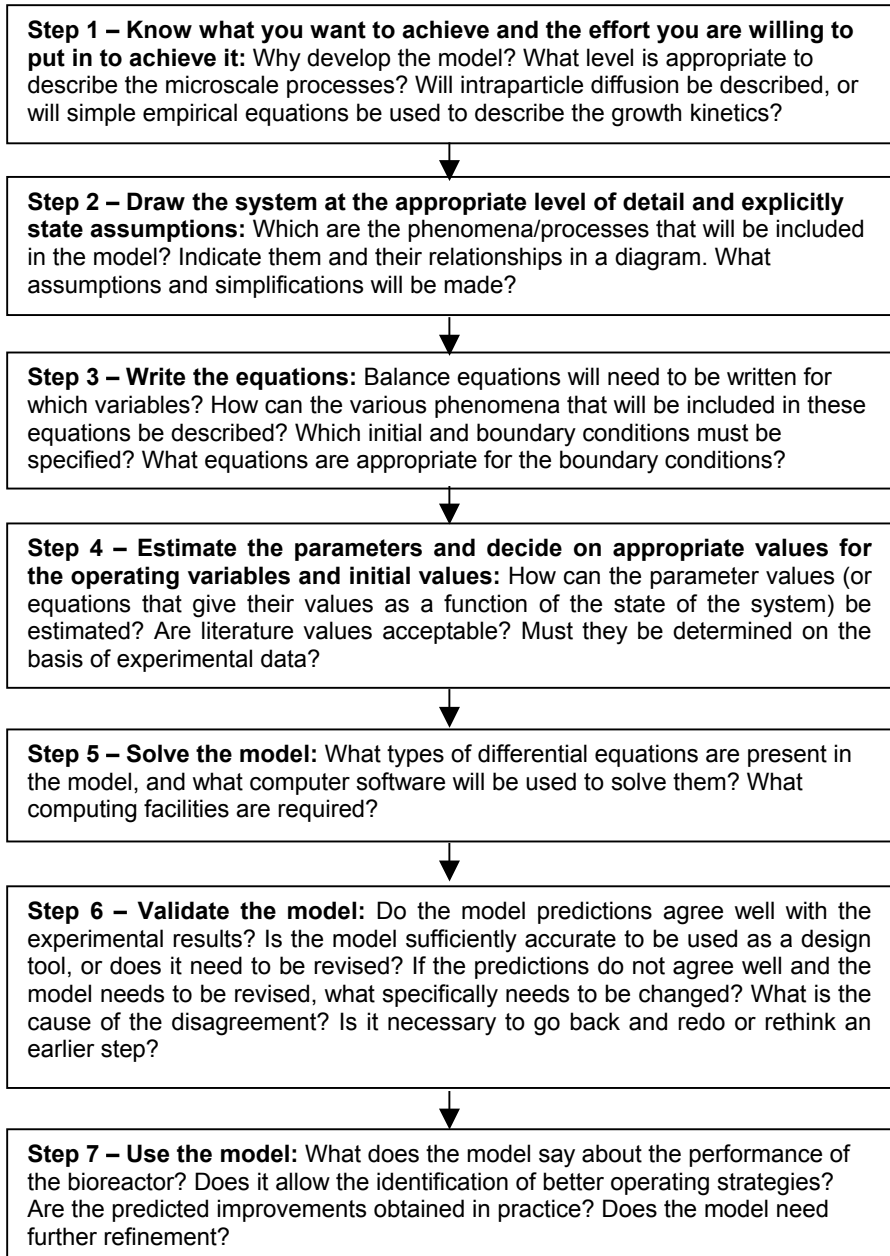 Step 1 – Know what you want to achieve and the effort you are willing to
put in to achieve it: Why develop the model? What level is appropriate to
describe the microscale processes? Will intraparticle diffusion be described, or
will simple empirical equations be used to describe the growth kinetics?
Step 2 – Draw the system at the appropriate level of detail and explicitly
state assumptions: Which are the phenomena/processes that will be included
in the model? Indicate them and their relationships in a diagram. What
assumptions and simplifications will be made?
Step 3 – Write the equations: Balance equations will need to be written for
which variables? How can the various phenomena that will be included in these
equations be described? Which initial and boundary conditions must be
specified? What equations are appropriate for the boundary conditions?
Step 4 – Estimate the parameters and decide on appropriate values for
the operating variables and initial values: How can the parameter values (or
equations that give their values as a function of the state of the system) be
estimated? Are literature values acceptable? Must they be determined on the
basis of experimental data?
Step 5 – Solve the model: What types of differential equations are present in
the model, and what computer software will be used to solve them? What
computing facilities are required?
Step 6 – Validate the model: Do the model predictions agree well with the
experimental results? Is the model sufficiently accurate to be used as a design
tool, or does it need to be revised? If the predictions do not agree well and the
model needs to be revised, what specifically needs to be changed? What is the
cause of the disagreement? Is it necessary to go back and redo or rethink an
earlier step?
Step 7 – Use the model: What does the model say about the performance of
the bioreactor? Does it allow the identification of better operating strategies?
Are the predicted improvements obtained in practice? Does the model need
further refinement?